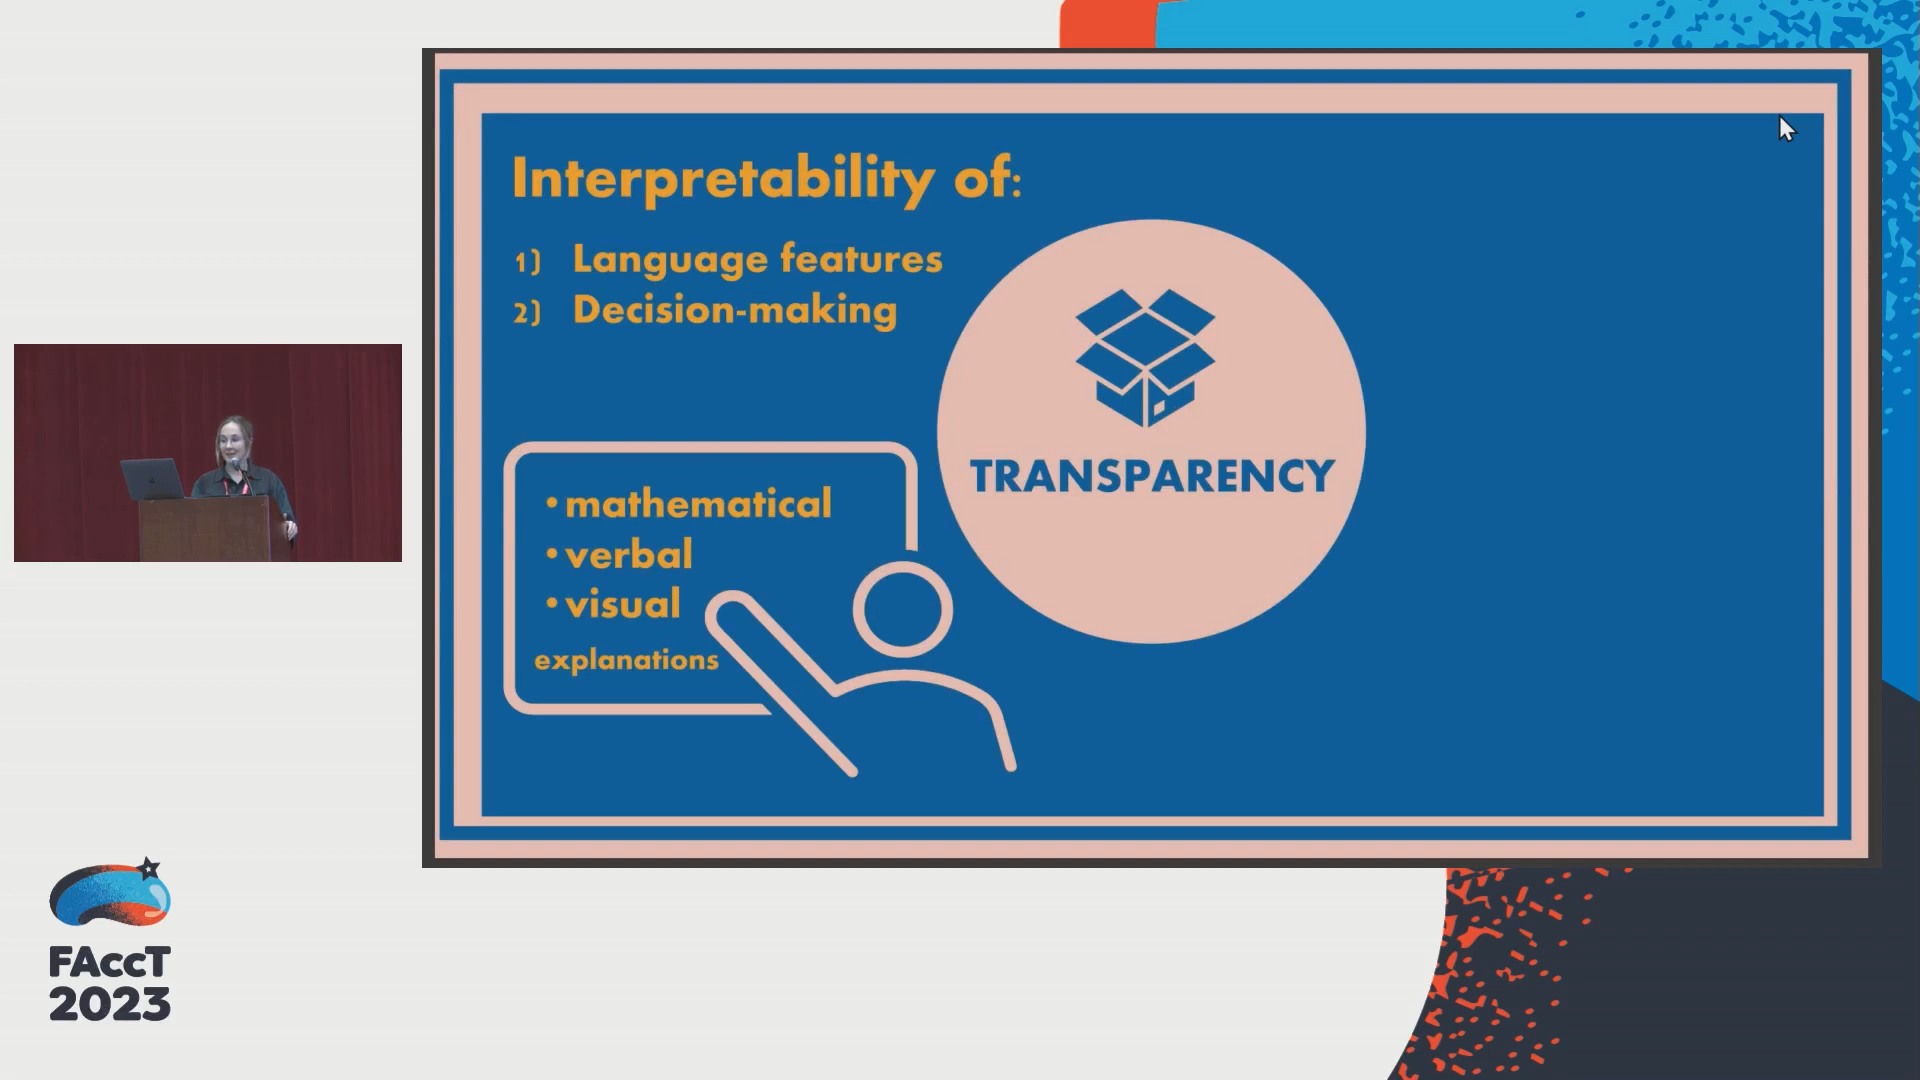 Interpretability of:
1) Language features
2) Decision-making
TRANSPARENCY
• mathematical
• verbal
• visual
explanations
FAccT
2023